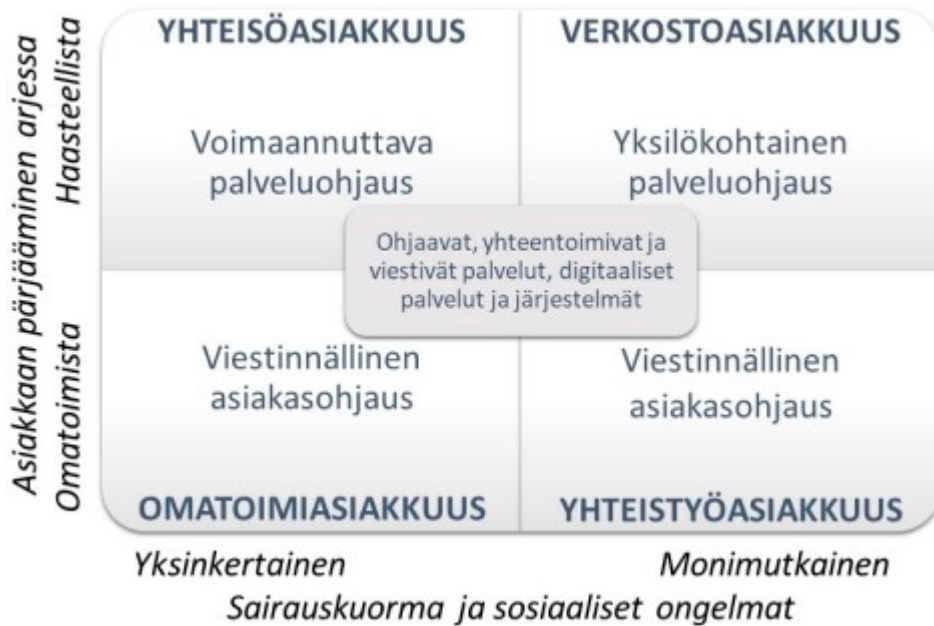 Asiakkaan pärjääminen arjessa
Haasteellista
Omatoimista
YHTEISÖASIAKKUUS
VERKOSTOASIAKKUUS
Voimaannuttava
palveluohjaus
Yksilökohtainen
palveluohjaus
Ohjaavat, yhteentoimivat ja
viestivät palvelut, digitaaliset
palvelut ja järjestelmät
Viestinnällinen
asiakasohjaus
Viestinnällinen
asiakasohjaus
OMATOIMIASIAKKUUS
YHTEISTYÖASIAKKUUS
Yksinkertainen
Monimutkainen
Sairauskuorma ja sosiaaliset ongelmat